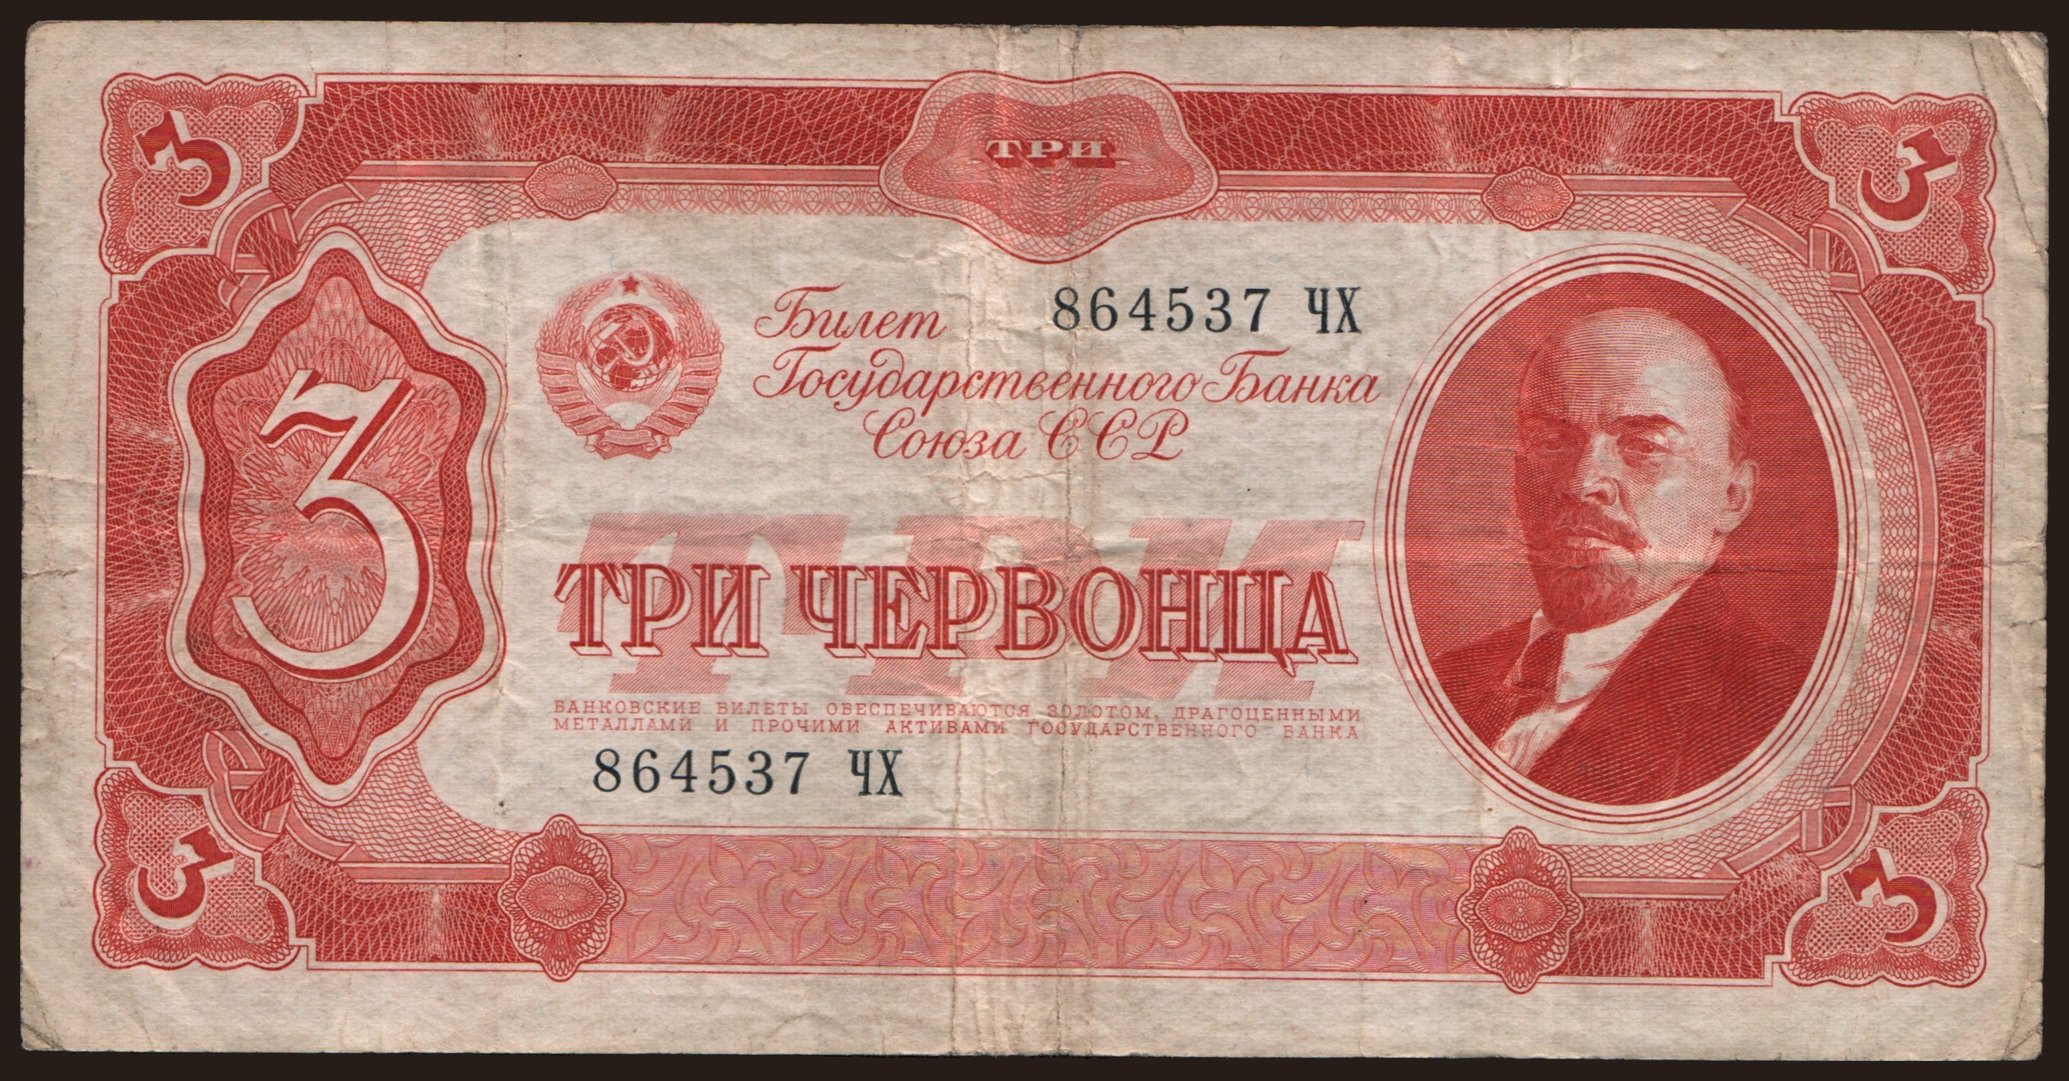 3
ТРИ
3
Билет 864537 ЧХ
Государственного Банка
Союза ССР
3
ТРИ
ТРИ ЧЕРВОНЦА
БАНКОВСКИЕ БИЛЕТЫ ОБЕСПЕЧИВАЮТСЯ ЗОЛОТОМ, ДРАГОЦЕННЫМИ
МЕТАЛЛАМИ И ПРОЧИМИ АКТИВАМИ ГОСУДАРСТВЕННОГО БАНКА
864537 ЧХ
3
3